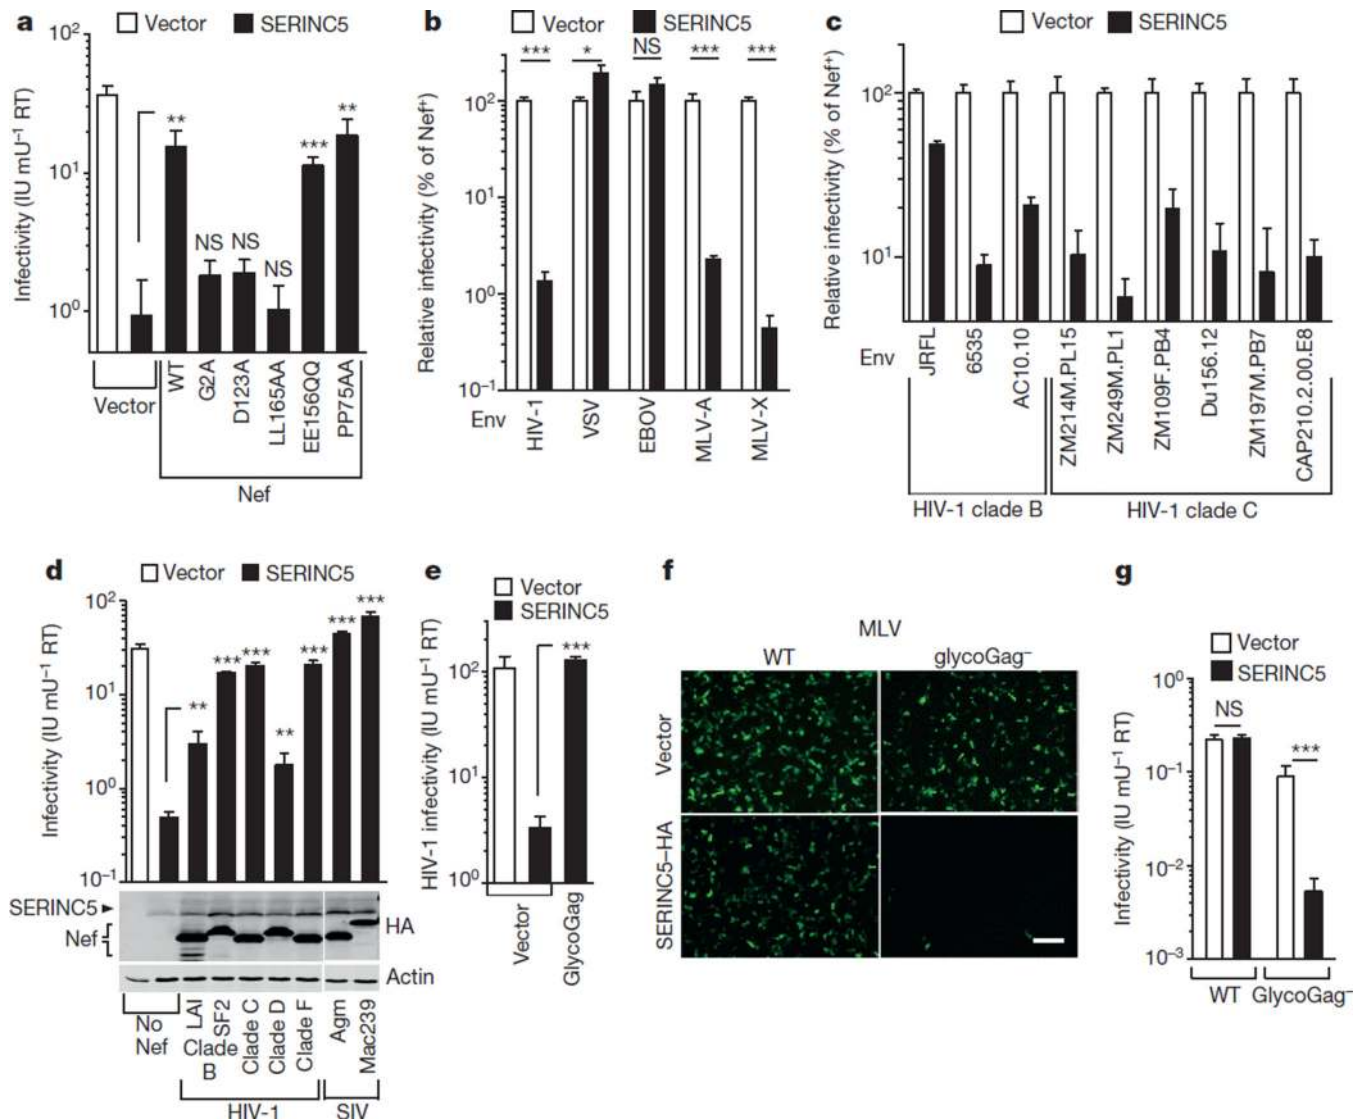 a
Vector SERINC5
Infectivity (IU mU⁻¹ RT)
10²
10¹
10⁰
** NS NS NS *** **
Vector
WT
G2A
D123A
LL165AA
EE156QQ
PP75AA
Nef
b
Vector SERINC5
Relative infectivity (% of Nef⁺)
*** * NS *** ***
10²
10¹
10⁰
10⁻¹
Env
HIV-1
VSV
EBOV
MLV-A
MLV-X
c
Vector SERINC5
Relative infectivity (% of Nef⁺)
10²
10¹
Env
JRFL
6535
AC10.10
ZM214M.PL15
ZM249M.PL1
ZM109F.PB4
Du156.12
ZM197M.PB7
CAP210.2.00.E8
HIV-1 clade B
HIV-1 clade C
d
Vector SERINC5
Infectivity (IU mU⁻¹ RT)
10²
10¹
10⁰
10⁻¹
** *** *** ** *** *** ***
SERINC5
Nef
HA
Actin
No
Nef
LAI
SF2
Clade
B
Clade C
Clade D
Clade F
Agm
Mac239
HIV-1
SIV
e
Vector
SERINC5
HIV-1 infectivity (IU mU⁻¹ RT)
10²
10¹
10⁰
***
Vector
GlycoGag
f
MLV
WT glycoGag⁻
Vector
SERINC5–HA
g
Vector
SERINC5
Infectivity (IU mU⁻¹ RT)
10⁰
10⁻¹
10⁻²
10⁻³
NS ***
WT GlycoGag⁻